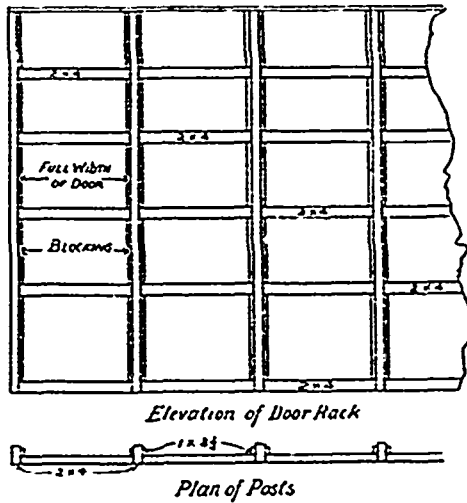 2 x 4
2 x 4
FULL WIDTH
OF DOOR
2 x 4
BLOCKING
2 x 4
2 x 4
Elevation of Door Rack
1 x 3½
2 x 4
Plan of Posts